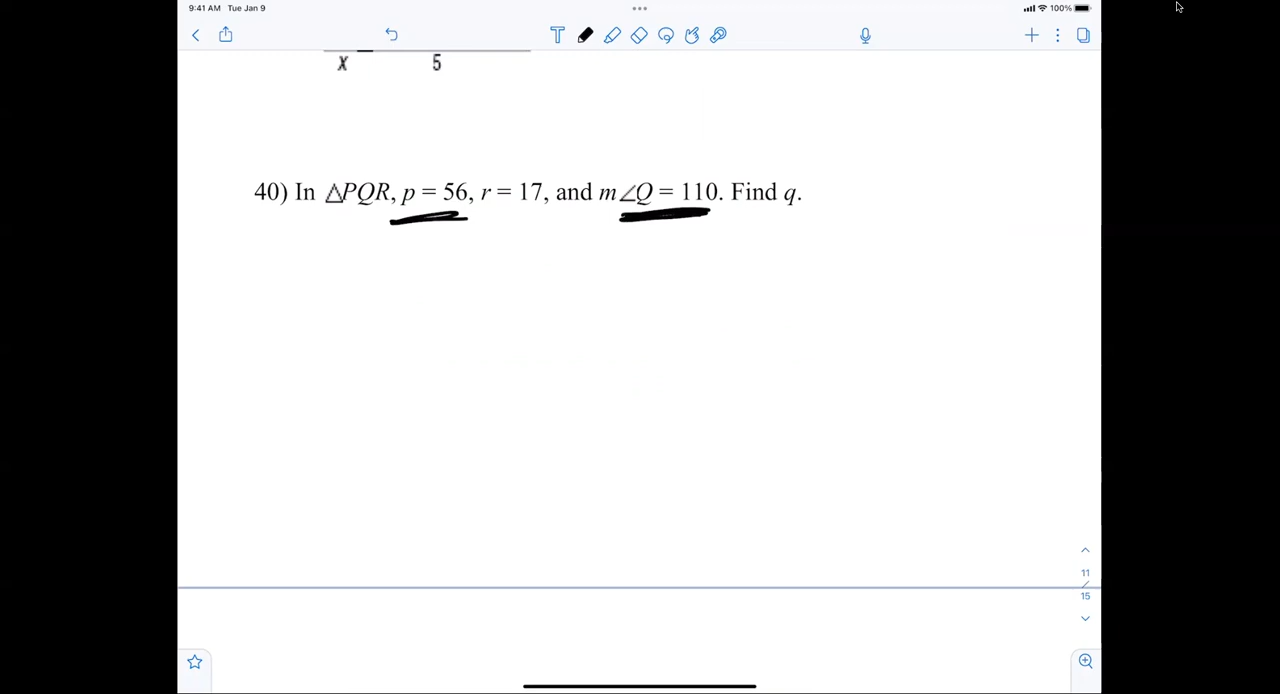 9:41 AM Tue Jan 9
100%
T
x 5
40) In △PQR, p = 56, r = 17, and m∠Q = 110. Find q.
11
15